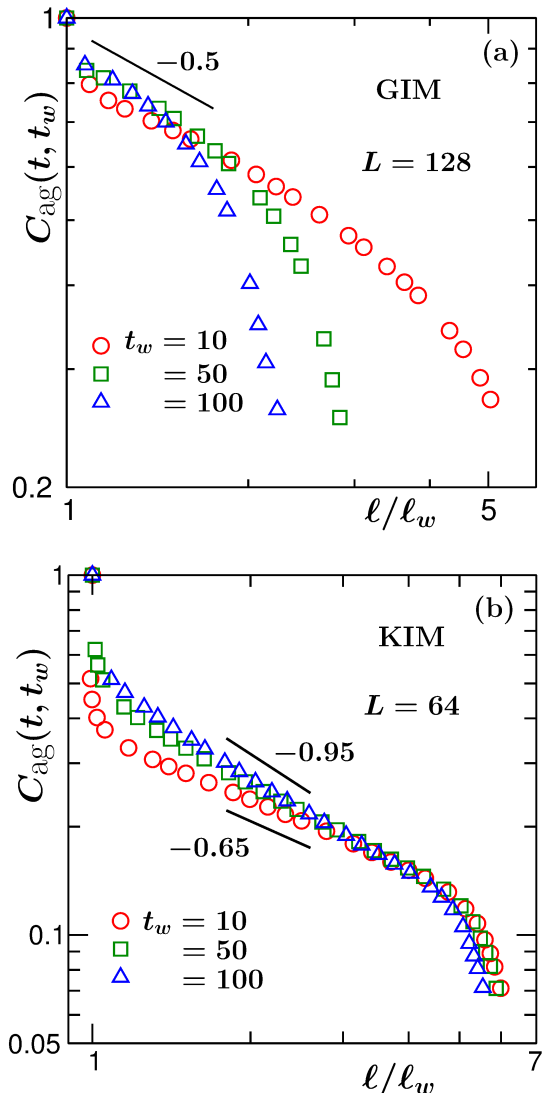 1
(a)
−0.5
GIM
L = 128
C_ag(t, t_w)
t_w = 10
= 50
= 100
0.2
1
ℓ/ℓ_w
5
1
(b)
KIM
L = 64
−0.95
C_ag(t, t_w)
−0.65
t_w = 10
0.1
= 50
= 100
0.05
1
ℓ/ℓ_w
7